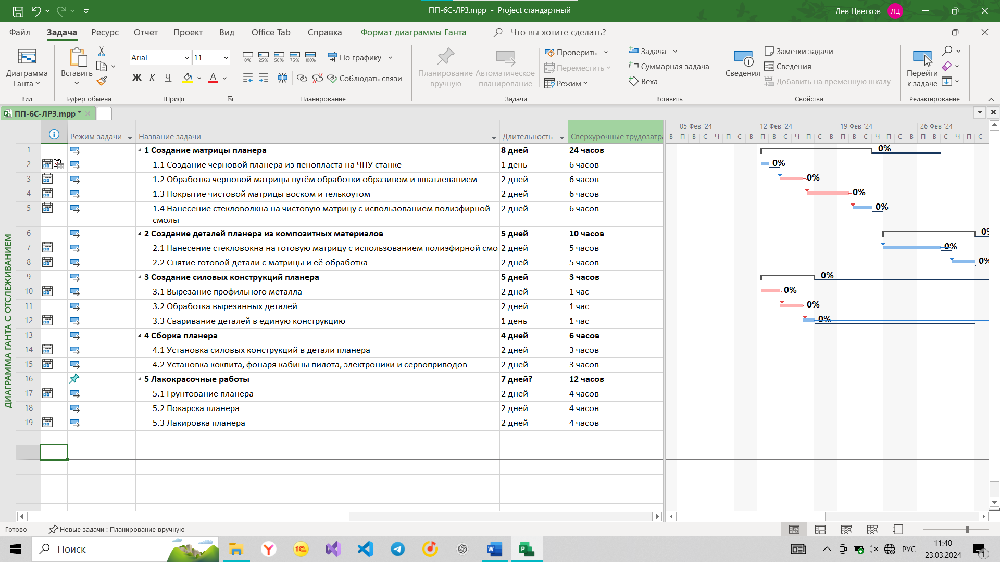 ПП-6С-ЛР3.mpp - Project стандартный
Лев Цветков ЛЦ
Файл Задача Ресурс Отчет Проект Вид Office Tab Справка Формат диаграммы Ганта Что вы хотите сделать?
Диаграмма Ганта
Вид
Вставить
Буфер обмена
Arial 11
Ж К Ч А
Шрифт
0% 25% 50% 75% 100%
По графику
Соблюдать связи
Планирование
Планирование вручную
Автоматическое планирование
Проверить
Переместить
Режим
Задачи
Задача
Суммарная задача
Веха
Вставить
Сведения
Заметки задачи
Сведения
Добавить на временную шкалу
Свойства
Перейти к задаче
Редактирование
ПП-6С-ЛР3.mpp *
ДИАГРАММА ГАНТА С ОТСЛЕЖИВАНИЕМ
Режим задачи Название задачи Длительность Сверхурочные трудозатра
05 Фев '24 12 Фев '24 19 Фев '24 26 Фев '24
В П В С Ч П С В П В С Ч П С В П В С Ч П С В П В С Ч П С
1 1 Создание матрицы планера 8 дней 24 часов 0%
2 1.1 Создание черновой планера из пенопласта на ЧПУ станке 1 день 6 часов 0%
3 1.2 Обработка черновой матрицы путём обработки образивом и шпатлеванием 2 дней 6 часов 0%
4 1.3 Покрытие чистовой матрицы воском и гелькоутом 2 дней 6 часов 0%
5 1.4 Нанесение стекловолкна на чистовую матрицу с использованием полиэфирной 2 дней 6 часов 0%
смолы
6 2 Создание деталей планера из композитных материалов 5 дней 10 часов 0%
7 2.1 Нанесение стекловокна на готовую матрицу с использованием полиэфирной смо 2 дней 5 часов 0%
8 2.2 Снятие готовой детали с матрицы и её обработка 2 дней 5 часов 0%
9 3 Создание силовых конструкций планера 5 дней 3 часов 0%
10 3.1 Вырезание профильного металла 2 дней 1 час 0%
11 3.2 Обработка вырезанных деталей 2 дней 1 час 0%
12 3.3 Сваривание деталей в единую конструкцию 1 день 1 час 0%
13 4 Сборка планера 4 дней 6 часов
14 4.1 Установка силовых конструкций в детали планера 2 дней 3 часов
15 4.2 Установка кокпита, фонаря кабины пилота, электроники и сервоприводов 2 дней 3 часов
16 5 Лакокрасочные работы 7 дней? 12 часов
17 5.1 Грунтование планера 2 дней 4 часов
18 5.2 Покарска планера 2 дней 4 часов
19 5.3 Лакировка планера 2 дней 4 часов
Готово Новые задачи : Планирование вручную
Поиск
РУС
11:40
23.03.2024
1